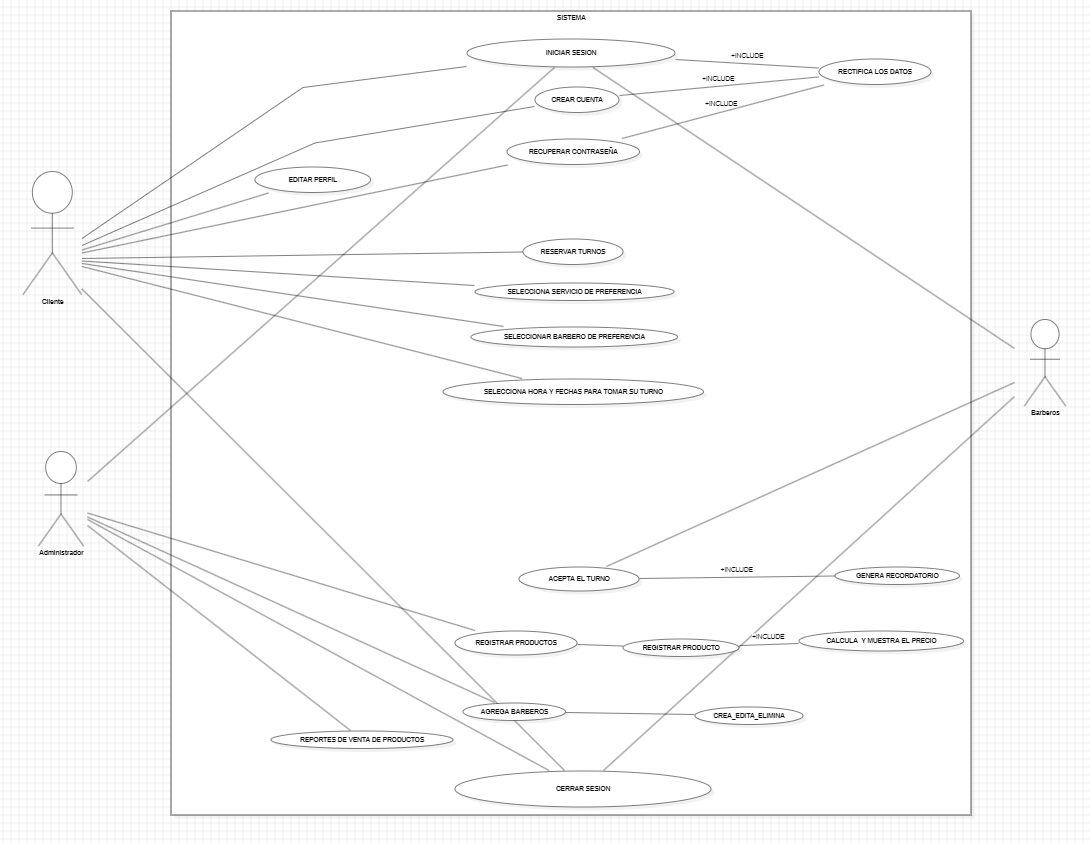 SISTEMA
INICIAR SESION
+INCLUDE
RECTIFICA LOS DATOS
+INCLUDE
CREAR CUENTA
+INCLUDE
RECUPERAR CONTRASEÑA
EDITAR PERFIL
RESERVAR TURNOS
SELECCIONA SERVICIO DE PREFERENCIA
Cliente
SELECCIONAR BARBERO DE PREFERENCIA
SELECCIONA HORA Y FECHAS PARA TOMAR SU TURNO
Barberos
Administrador
+INCLUDE
ACEPTA EL TURNO
GENERA RECORDATORIO
REGISTRAR PRODUCTOS
REGISTRAR PRODUCTO
+INCLUDE
CALCULA Y MUESTRA EL PRECIO
AGREGA BARBEROS
CREA_EDITA_ELIMINA
REPORTES DE VENTA DE PRODUCTOS
CERRAR SESION